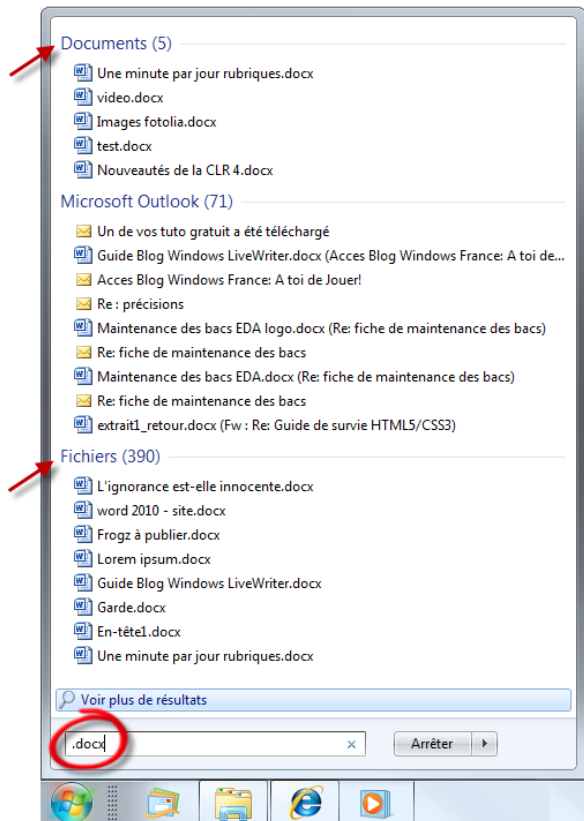 Documents (5)
Une minute par jour rubriques.docx
video.docx
Images fotolia.docx
test.docx
Nouveautés de la CLR 4.docx
Microsoft Outlook (71)
Un de vos tuto gratuit a été téléchargé
Guide Blog Windows LiveWriter.docx (Acces Blog Windows France: A toi de...
Acces Blog Windows France: A toi de Jouer!
Re : précisions
Maintenance des bacs EDA logo.docx (Re: fiche de maintenance des bacs)
Re: fiche de maintenance des bacs
Maintenance des bacs EDA.docx (Re: fiche de maintenance des bacs)
Re: fiche de maintenance des bacs
extrait1_retour.docx (Fw : Re: Guide de survie HTML5/CSS3)
Fichiers (390)
L'ignorance est-elle innocente.docx
word 2010 - site.docx
Frogz à publier.docx
Lorem ipsum.docx
Guide Blog Windows LiveWriter.docx
Garde.docx
En-tête1.docx
Une minute par jour rubriques.docx
Voir plus de résultats
.docx
Arrêter